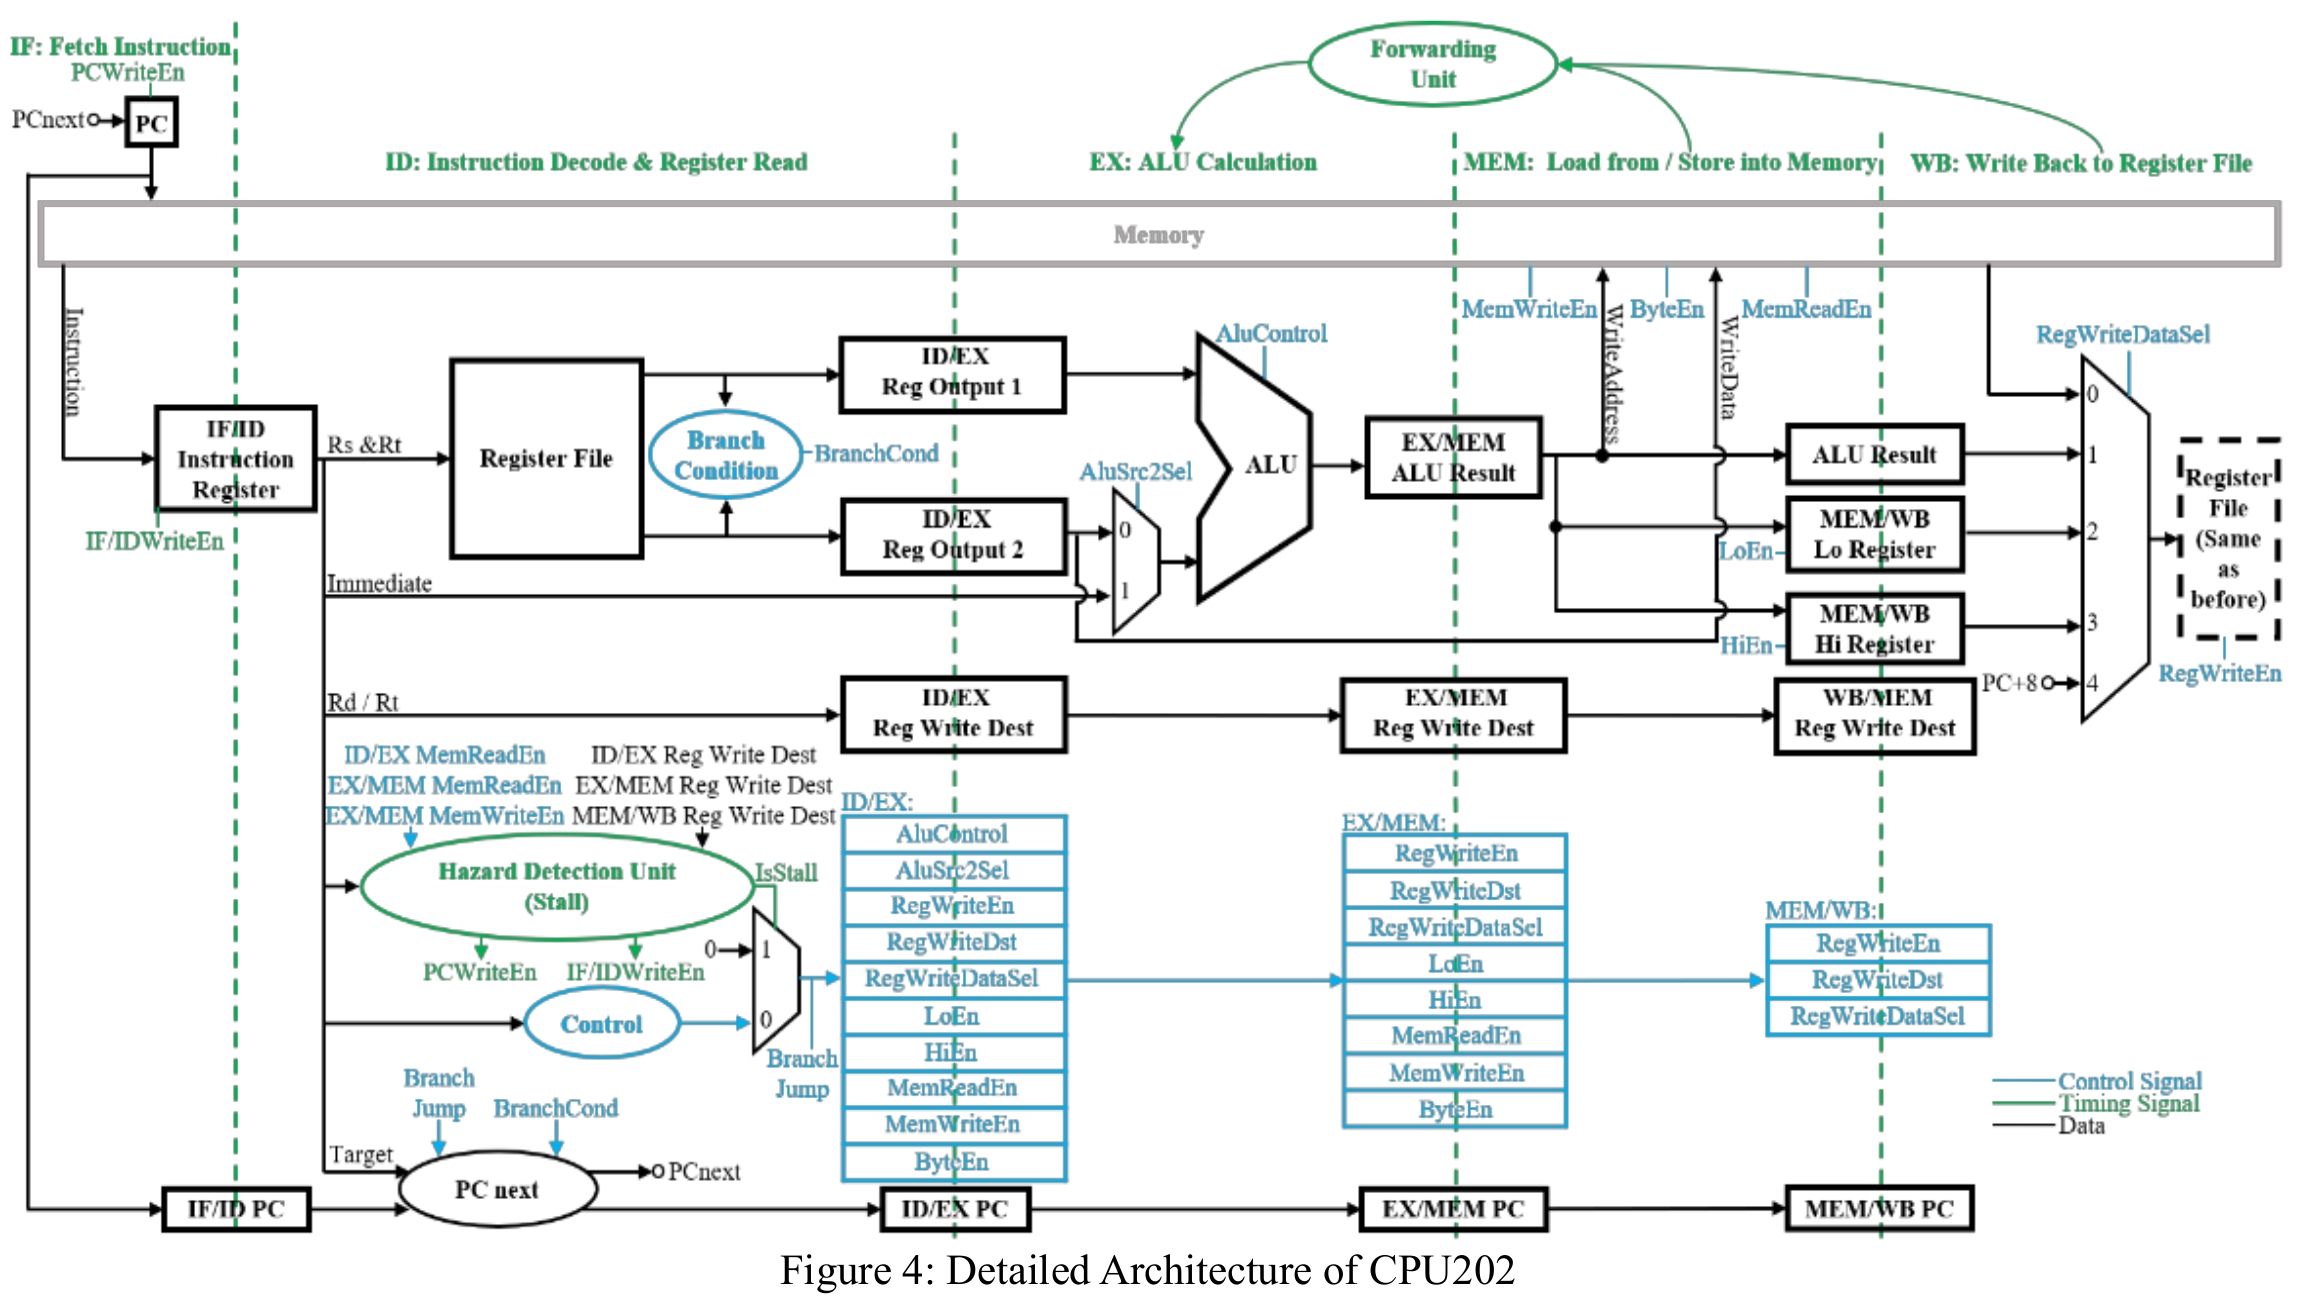 IF: Fetch Instruction
PCWriteEn
PCnext
PC
Forwarding
Unit
ID: Instruction Decode & Register Read
EX: ALU Calculation
MEM: Load from / Store into Memory
WB: Write Back to Register File
Memory
Instruction
IF/ID
Instruction
Register
IF/IDWriteEn
Rs &Rt
Register File
Branch
Condition
BranchCond
ID/EX
Reg Output 1
ID/EX
Reg Output 2
AluSrc2Sel
0
1
AluControl
ALU
EX/MEM
ALU Result
MemWriteEn
ByteEn
MemReadEn
WriteAddress
WriteData
ALU Result
MEM/WB
Lo Register
LoEn
MEM/WB
Hi Register
HiEn
RegWriteDataSel
0
1
2
3
PC+8
4
Register
File
(Same
as
before)
RegWriteEn
Immediate
Rd / Rt
ID/EX
Reg Write Dest
EX/MEM
Reg Write Dest
WB/MEM
Reg Write Dest
ID/EX MemReadEn
ID/EX Reg Write Dest
EX/MEM MemReadEn
EX/MEM Reg Write Dest
EX/MEM MemWriteEn
MEM/WB Reg Write Dest
Hazard Detection Unit
(Stall)
IsStall
PCWriteEn
IF/IDWriteEn
0
1
0
Control
Branch
Jump
ID/EX:
AluControl
AluSrc2Sel
RegWriteEn
RegWriteDst
RegWriteDataSel
LoEn
HiEn
MemReadEn
MemWriteEn
ByteEn
EX/MEM:
RegWriteEn
RegWriteDst
RegWriteDataSel
LoEn
HiEn
MemReadEn
MemWriteEn
ByteEn
MEM/WB:
RegWriteEn
RegWriteDst
RegWriteDataSel
Branch
Jump
BranchCond
Target
PC next
PCnext
IF/ID PC
ID/EX PC
EX/MEM PC
MEM/WB PC
Control Signal
Timing Signal
Data
Figure 4: Detailed Architecture of CPU202